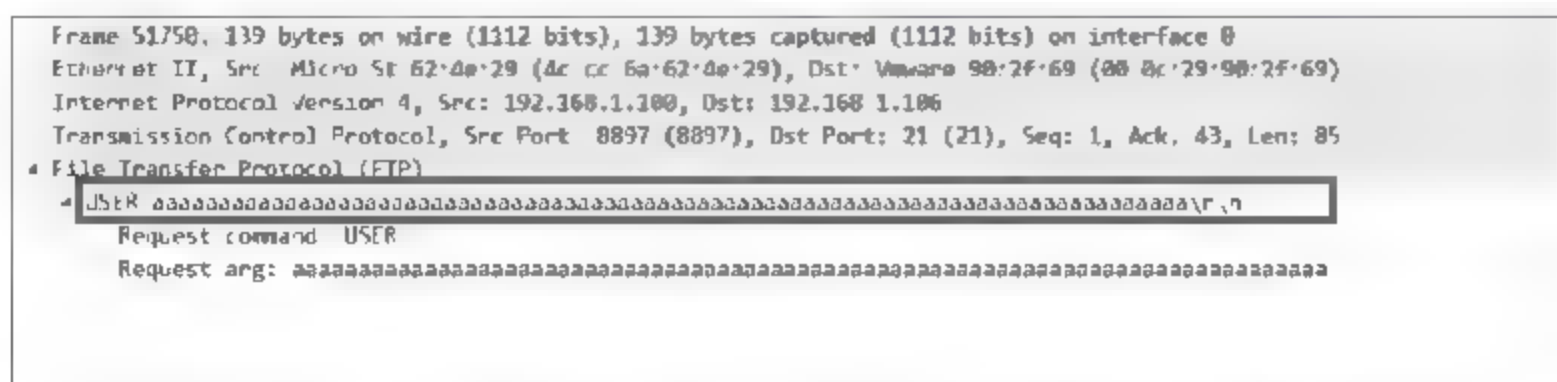 Frame 51750, 139 bytes on wire (1112 bits), 139 bytes captured (1112 bits) on interface 0
Ethernet II, Src Micro St 62:4e:29 (4c cc 6a:62:4e:29), Dst: Vmware 90:2f:69 (00 0c:29:90:2f:69)
Internet Protocol Version 4, Src: 192.168.1.100, Dst: 192.168 1.106
Transmission Control Protocol, Src Port 8897 (8897), Dst Port: 21 (21), Seq: 1, Ack. 43, Len: 85
File Transfer Protocol (FTP)
USER aaaaaaaaaaaaaaaaaaaaaaaaaaaaaaaaaaaaaaaaaaaaaaaaaaaaaaaaaaaaaaaaaaaaaaaaaaaaaa\r\n
Request command USER
Request arg: aaaaaaaaaaaaaaaaaaaaaaaaaaaaaaaaaaaaaaaaaaaaaaaaaaaaaaaaaaaaaaaaaaaaaaaaaaaaaa